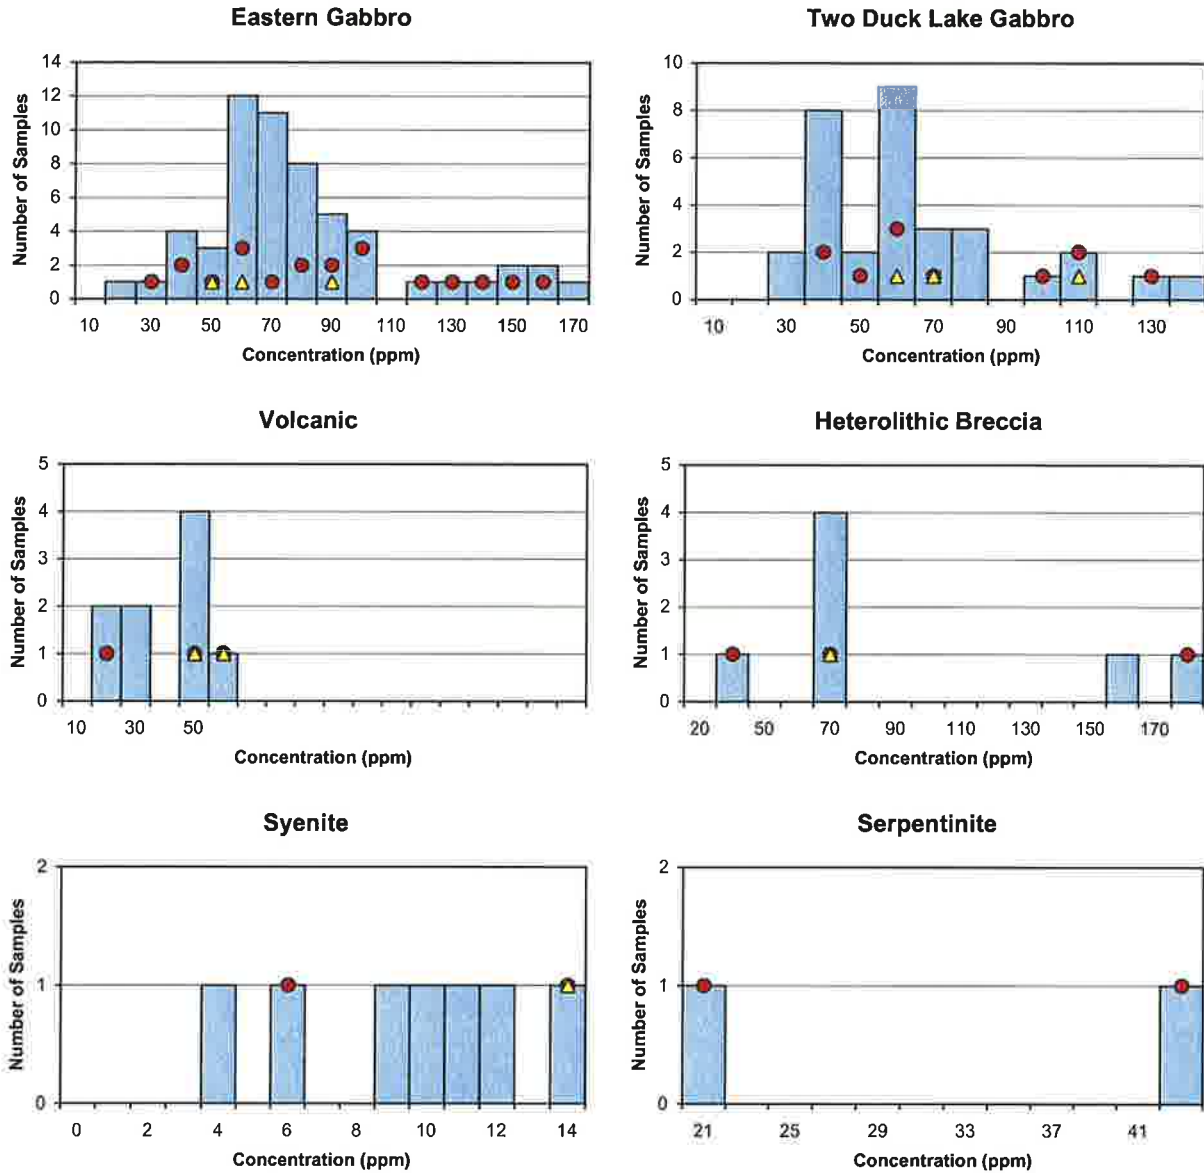 Eastern Gabbro
14
12
10
8
6
4
2
0
Number of Samples
10 30 50 70 90 110 130 150 170
Concentration (ppm)
Two Duck Lake Gabbro
10
8
6
4
2
0
Number of Samples
10 30 50 70 90 110 130
Concentration (ppm)
Volcanic
5
4
3
2
1
0
Number of Samples
10 30 50
Concentration (ppm)
Heterolithic Breccia
5
4
3
2
1
0
Number of Samples
20 50 70 90 110 130 150 170
Concentration (ppm)
Syenite
2
1
0
Number of Samples
0 2 4 6 8 10 12 14
Concentration (ppm)
Serpentinite
2
1
0
Number of Samples
21 25 29 33 37 41
Concentration (ppm)